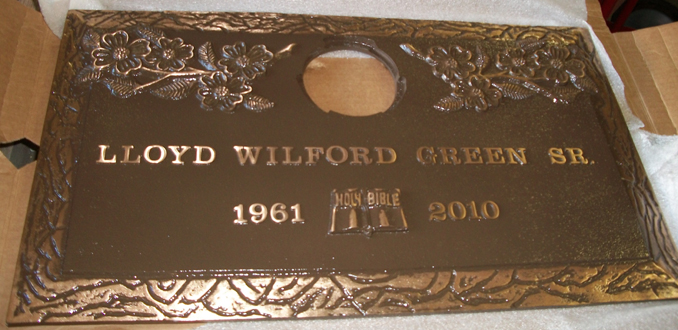 LLOYD WILFORD GREEN SR.
1961 HOLY BIBLE 2010